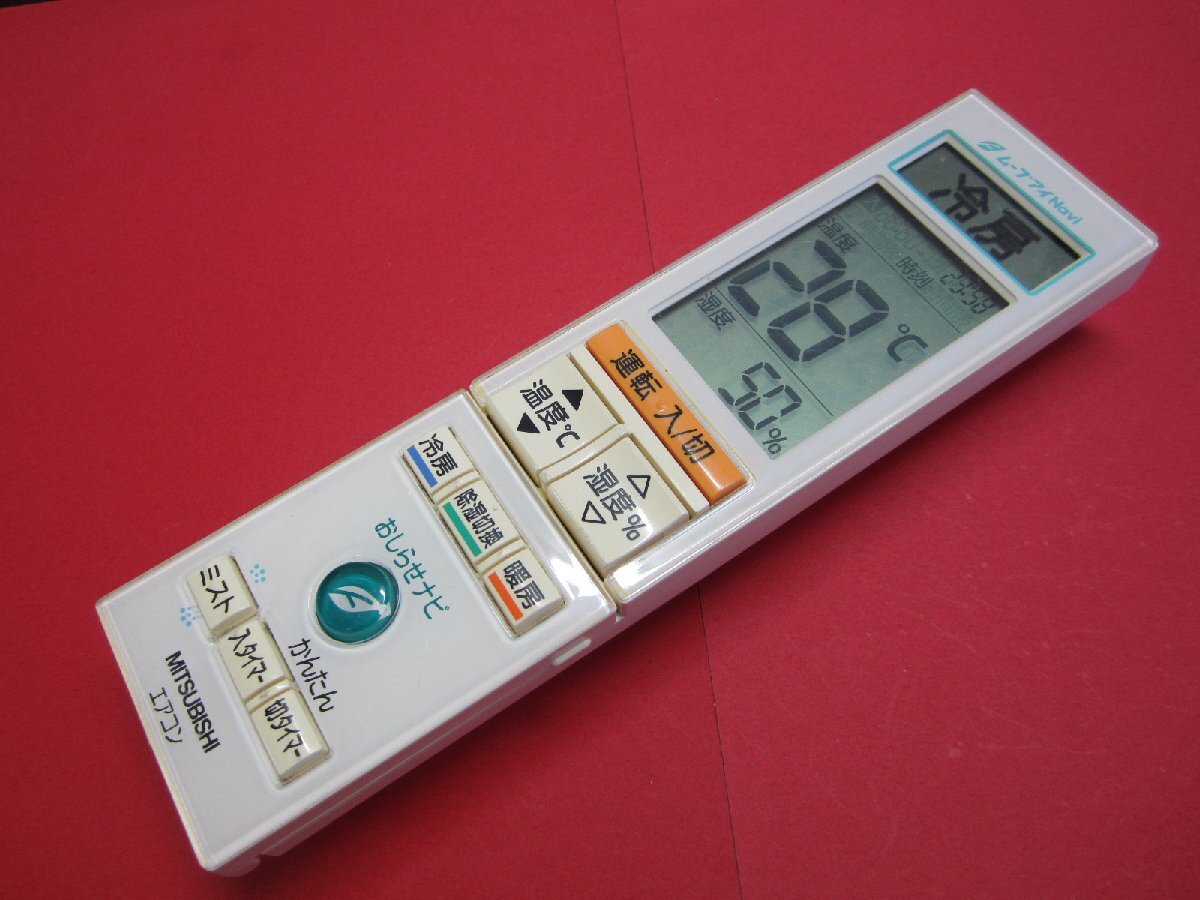 ムーブアイNavi
冷房
時刻
温度
28℃
湿度
50%
運転 入/切
温度℃
湿度%
冷房
除湿切換
暖房
おしらせナビ
かんたん
ミスト
入タイマー
切タイマー
MITSUBISHI
エアコン